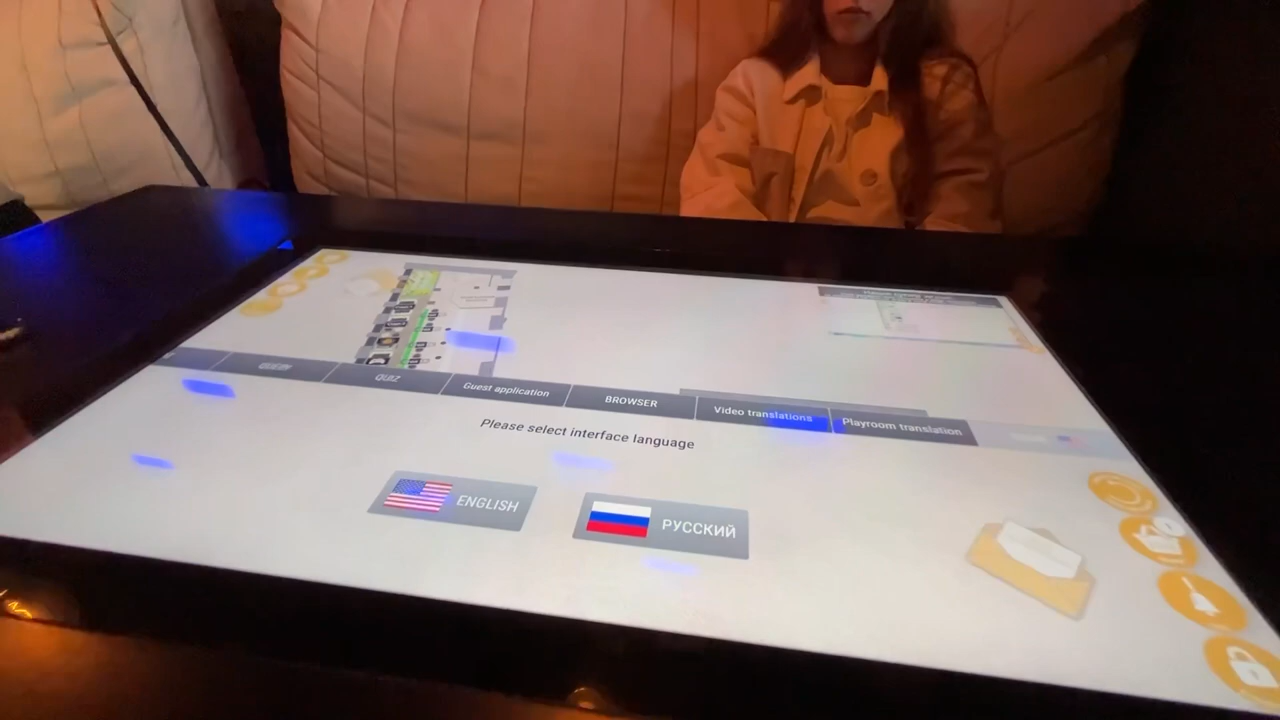 QUIZ
Guest application
BROWSER
Video translations
Playroom translation
Please select interface language
ENGLISH
РУССКИЙ